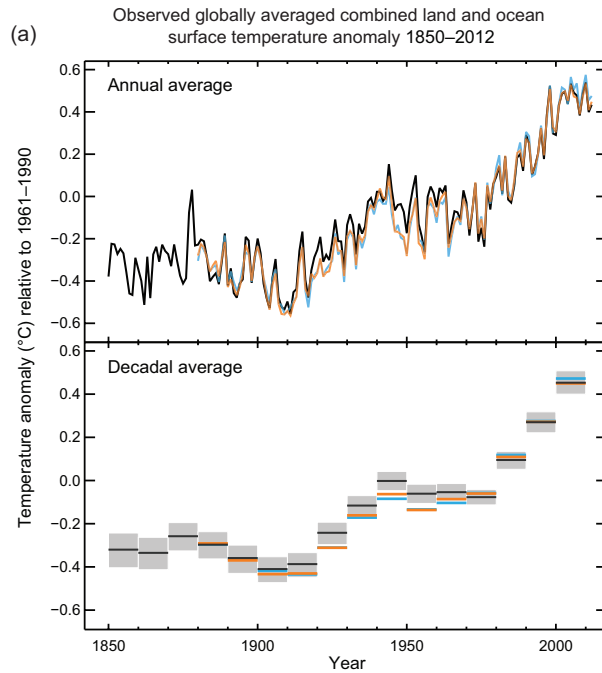 Observed globally averaged combined land and ocean
(a)
surface temperature anomaly 1850–2012
Temperature anomaly (°C) relative to 1961–1990
Annual average
0.6
0.4
0.2
0.0
−0.2
−0.4
−0.6
Decadal average
0.6
0.4
0.2
0.0
−0.2
−0.4
−0.6
1850
1900
1950
2000
Year